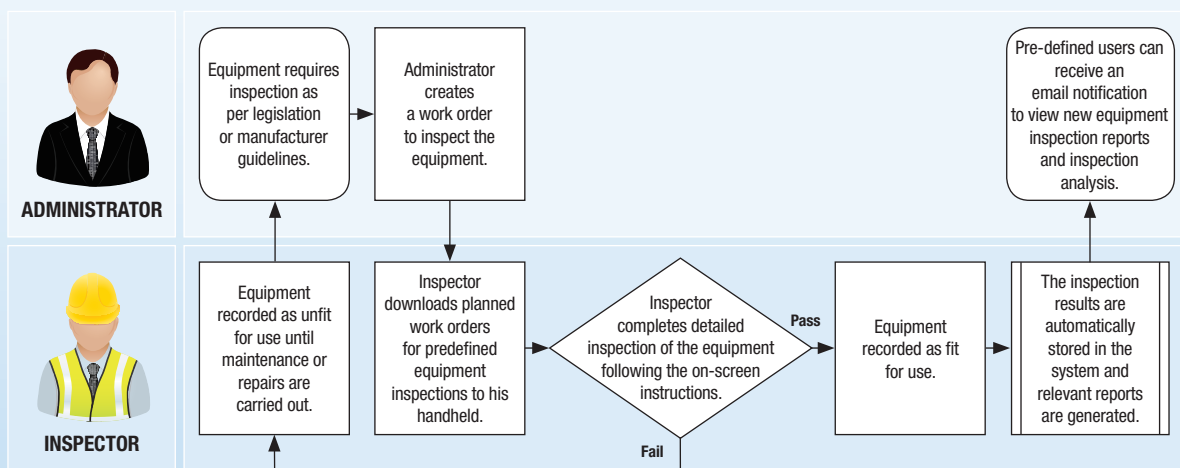 Equipment requires
inspection as
per legislation
or manufacturer
guidelines.
Administrator
creates
a work order
to inspect the
equipment.
Pre-defined users can
receive an
email notification
to view new equipment
inspection reports
and inspection
analysis.
ADMINISTRATOR
Equipment
recorded as unfit
for use until
maintenance or
repairs are
carried out.
Inspector
downloads planned
work orders
for predefined
equipment
inspections to his
handheld.
Inspector
completes detailed
inspection of the equipment
following the on-screen
instructions.
Pass
Equipment
recorded as fit
for use.
The inspection
results are
automatically
stored in the
system and
relevant reports
are generated.
INSPECTOR
Fail